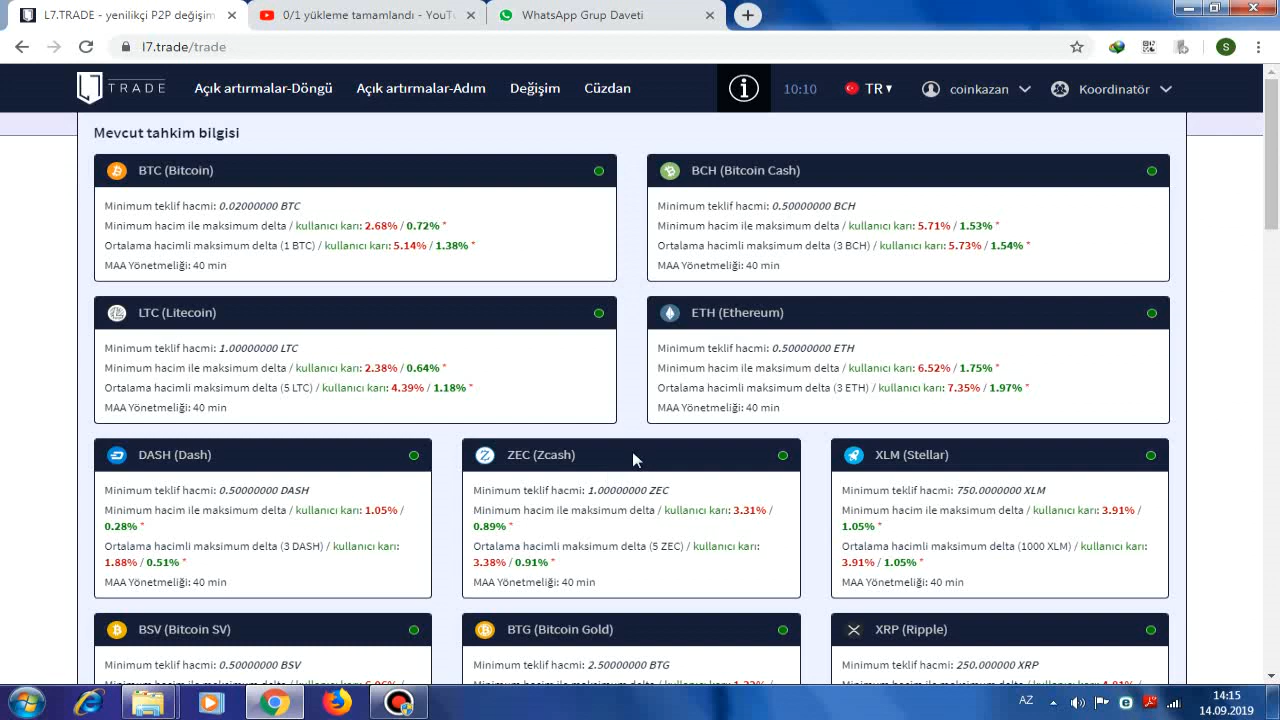 L7.TRADE - yenilikçi P2P değişim
0/1 yükleme tamamlandı - YouTu
WhatsApp Grup Daveti
l7.trade/trade
S
TRADE
Açık artırmalar-Döngü
Açık artırmalar-Adım
Değişim
Cüzdan
10:10
TR
coinkazan
Koordinatör
Mevcut tahkim bilgisi
BTC (Bitcoin)
Minimum teklif hacmi: 0.02000000 BTC
Minimum hacim ile maksimum delta / kullanıcı karı: 2.68% / 0.72% *
Ortalama hacimli maksimum delta (1 BTC) / kullanıcı karı: 5.14% / 1.38% *
MAA Yönetmeliği: 40 min
BCH (Bitcoin Cash)
Minimum teklif hacmi: 0.50000000 BCH
Minimum hacim ile maksimum delta / kullanıcı karı: 5.71% / 1.53% *
Ortalama hacimli maksimum delta (3 BCH) / kullanıcı karı: 5.73% / 1.54% *
MAA Yönetmeliği: 40 min
LTC (Litecoin)
Minimum teklif hacmi: 1.00000000 LTC
Minimum hacim ile maksimum delta / kullanıcı karı: 2.38% / 0.64% *
Ortalama hacimli maksimum delta (5 LTC) / kullanıcı karı: 4.39% / 1.18% *
MAA Yönetmeliği: 40 min
ETH (Ethereum)
Minimum teklif hacmi: 0.50000000 ETH
Minimum hacim ile maksimum delta / kullanıcı karı: 6.52% / 1.75% *
Ortalama hacimli maksimum delta (3 ETH) / kullanıcı karı: 7.35% / 1.97% *
MAA Yönetmeliği: 40 min
DASH (Dash)
Minimum teklif hacmi: 0.50000000 DASH
Minimum hacim ile maksimum delta / kullanıcı karı: 1.05% /
0.28% *
Ortalama hacimli maksimum delta (3 DASH) / kullanıcı karı:
1.88% / 0.51% *
MAA Yönetmeliği: 40 min
ZEC (Zcash)
Minimum teklif hacmi: 1.00000000 ZEC
Minimum hacim ile maksimum delta / kullanıcı karı: 3.31% /
0.89% *
Ortalama hacimli maksimum delta (5 ZEC) / kullanıcı karı:
3.38% / 0.91% *
MAA Yönetmeliği: 40 min
XLM (Stellar)
Minimum teklif hacmi: 750.0000000 XLM
Minimum hacim ile maksimum delta / kullanıcı karı: 3.91% /
1.05% *
Ortalama hacimli maksimum delta (1000 XLM) / kullanıcı karı:
3.91% / 1.05% *
MAA Yönetmeliği: 40 min
BSV (Bitcoin SV)
Minimum teklif hacmi: 0.50000000 BSV
BTG (Bitcoin Gold)
Minimum teklif hacmi: 2.50000000 BTG
XRP (Ripple)
Minimum teklif hacmi: 250.000000 XRP
AZ
14:15
14.09.2019